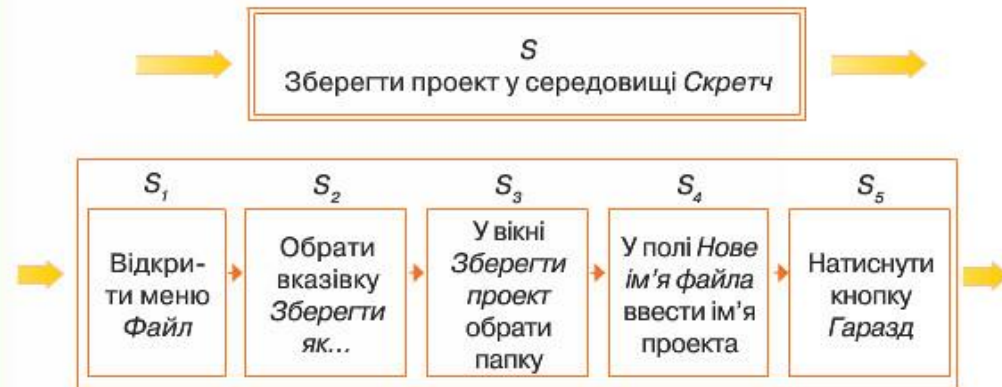 S
Зберегти проект у середовищі Скретч
S1
S2
S3
S4
S5
Відкри-
ти меню
Файл
Обрати
вказівку
Зберегти
як...
У вікні
Зберегти
проект
обрати
папку
У полі Нове
ім’я файла
ввести ім’я
проекта
Натиснути
кнопку
Гаразд